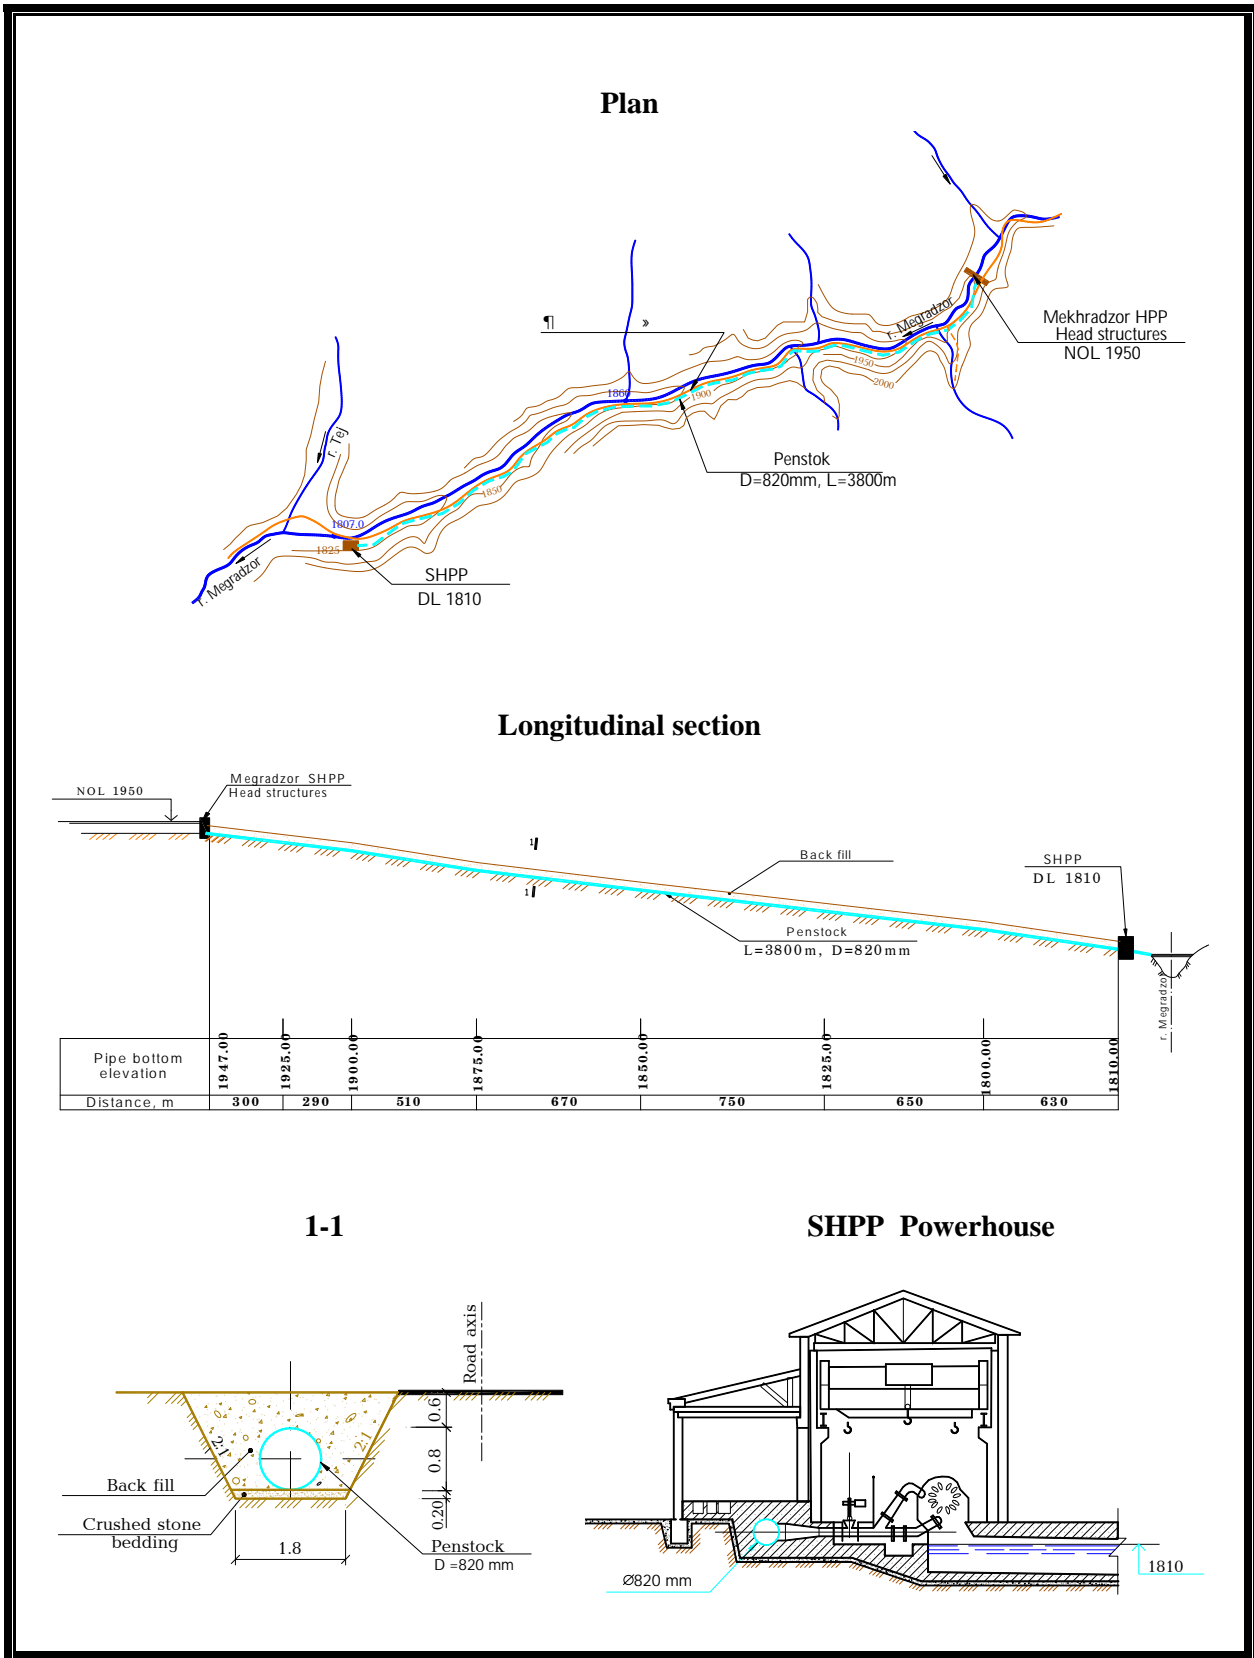 Plan
r. Megradzor
Mekhradzor HPP
Head structures
NOL 1950
¶ »
1950
2000
1860
1900
r. Tej
Penstok
D=820mm, L=3800m
1850
1807.0
1825
r. Megradzor
SHPP
DL 1810
Longitudinal section
NOL 1950
Megradzor SHPP
Head structures
1
1
Back fill
SHPP
DL 1810
Penstock
L=3800m, D=820mm
r. Megradzor
Pipe bottom
elevation
1947.00
1925.00
1900.00
1875.00
1850.00
1825.00
1800.00
1810.00
Distance, m
300
290
510
670
750
650
630
1-1
Road axis
0.6
0.8
0.20
2:1
2:1
Back fill
Crushed stone
bedding
1.8
Penstock
D =820 mm
SHPP Powerhouse
Ø820 mm
1810